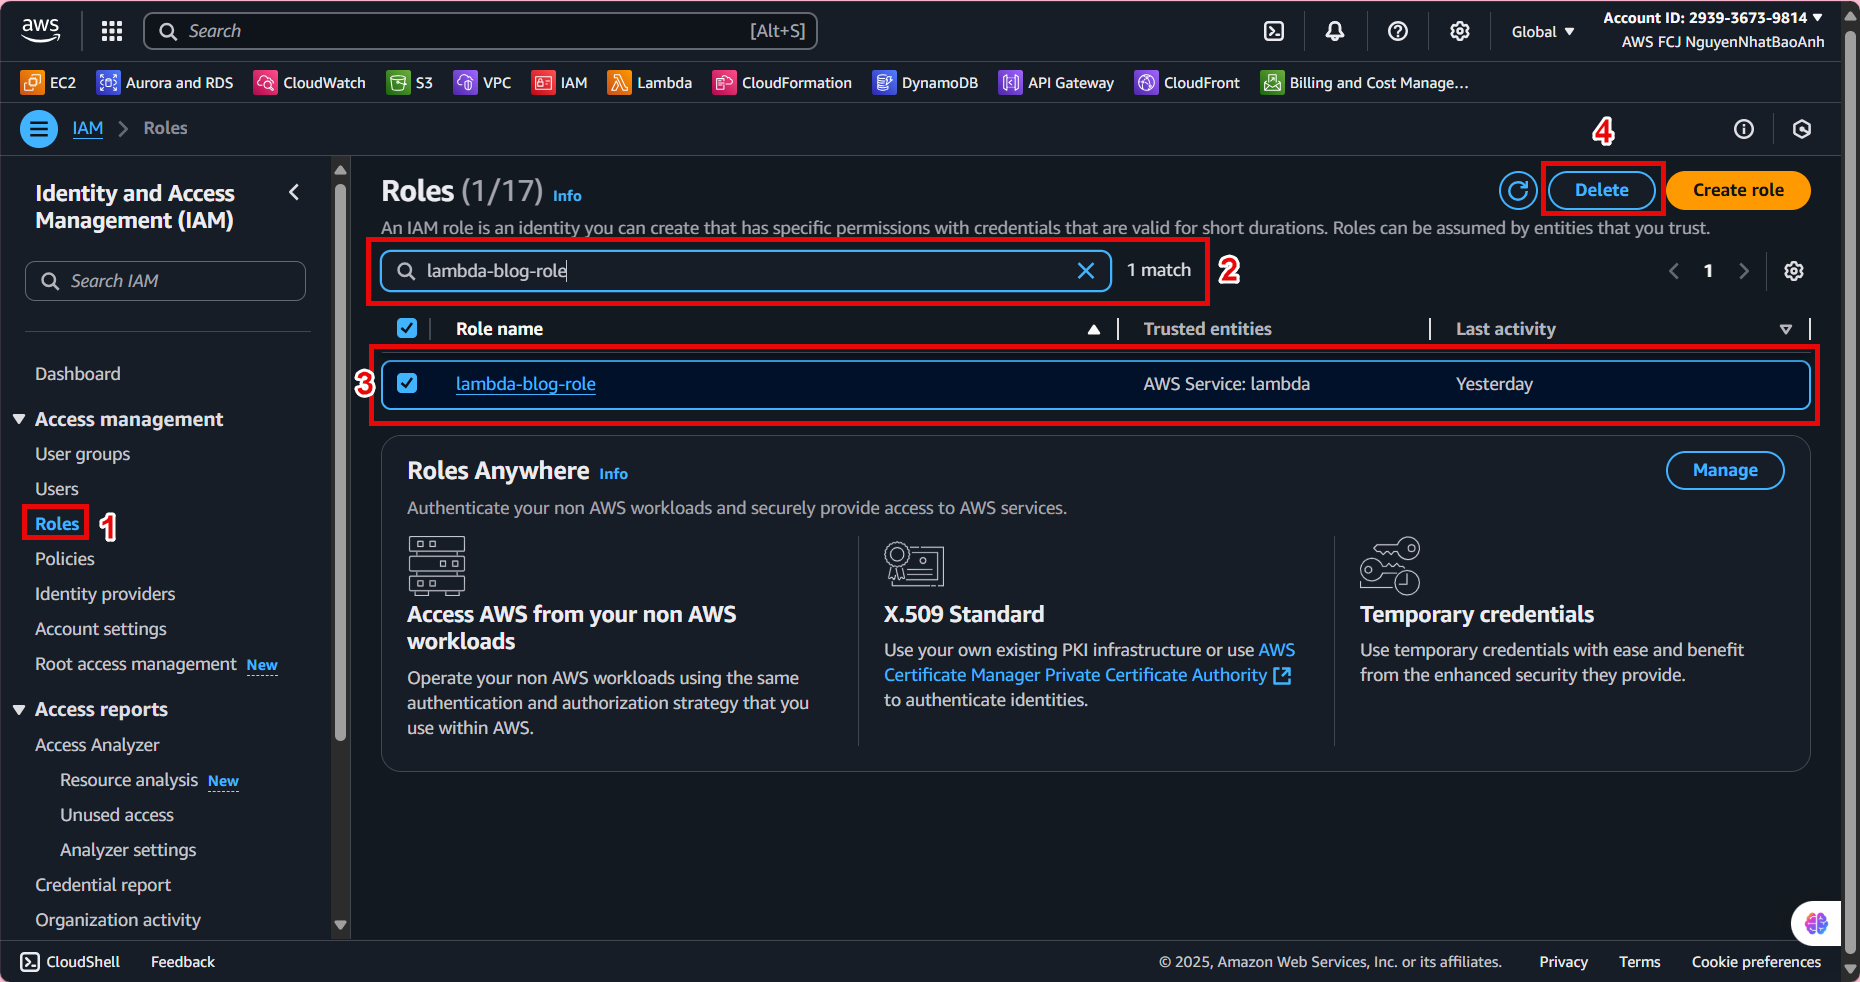 aws
Search
[Alt+S]
Global
Account ID: 2939-3673-9814
AWS FCJ NguyenNhatBaoAnh
EC2
Aurora and RDS
CloudWatch
S3
VPC
IAM
Lambda
CloudFormation
DynamoDB
API Gateway
CloudFront
Billing and Cost Manage...
IAM
Roles
4
Identity and Access
Management (IAM)
Search IAM
Dashboard
Access management
User groups
Users
Roles
1
Policies
Identity providers
Account settings
Root access management New
Access reports
Access Analyzer
Resource analysis New
Unused access
Analyzer settings
Credential report
Organization activity
Roles (1/17) Info
Delete
Create role
An IAM role is an identity you can create that has specific permissions with credentials that are valid for short durations. Roles can be assumed by entities that you trust.
lambda-blog-role
1 match
2
1
Role name
Trusted entities
Last activity
3
lambda-blog-role
AWS Service: lambda
Yesterday
Roles Anywhere Info
Manage
Authenticate your non AWS workloads and securely provide access to AWS services.
Access AWS from your non AWS
workloads
Operate your non AWS workloads using the same
authentication and authorization strategy that you
use within AWS.
X.509 Standard
Use your own existing PKI infrastructure or use AWS
Certificate Manager Private Certificate Authority
to authenticate identities.
Temporary credentials
Use temporary credentials with ease and benefit
from the enhanced security they provide.
CloudShell
Feedback
© 2025, Amazon Web Services, Inc. or its affiliates.
Privacy
Terms
Cookie preferences